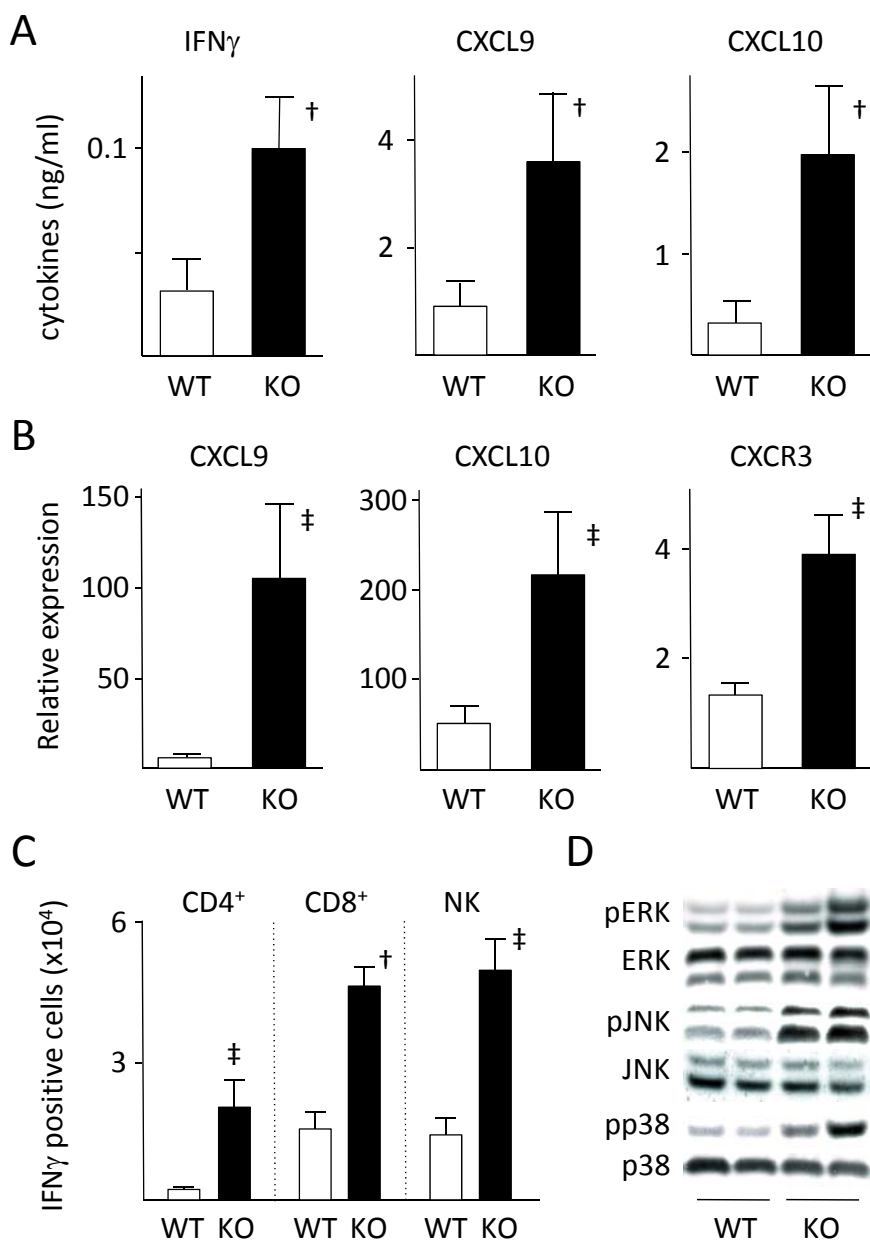 A
IFNγ CXCL9 CXCL10
cytokines (ng/ml)
0.1
†
4
2
†
2
1
†
WT KO WT KO WT KO
B
CXCL9 CXCL10 CXCR3
Relative expression
150
100
50
‡
300
200
100
‡
4
2
‡
WT KO WT KO WT KO
C
IFNγ positive cells (x10⁴)
6
3
CD4⁺ CD8⁺ NK
‡ † ‡
WT KO WT KO WT KO
D
pERK
ERK
pJNK
JNK
pp38
p38
WT KO